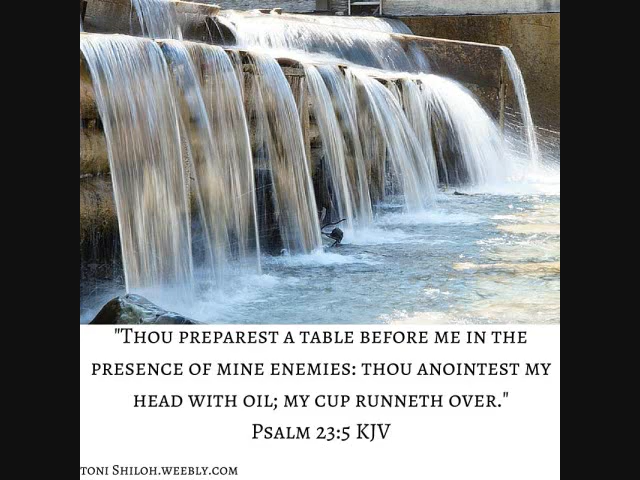 "Thou preparest a table before me in the
presence of mine enemies: thou anointest my
head with oil; my cup runneth over."
Psalm 23:5 KJV
toni Shiloh.weebly.com